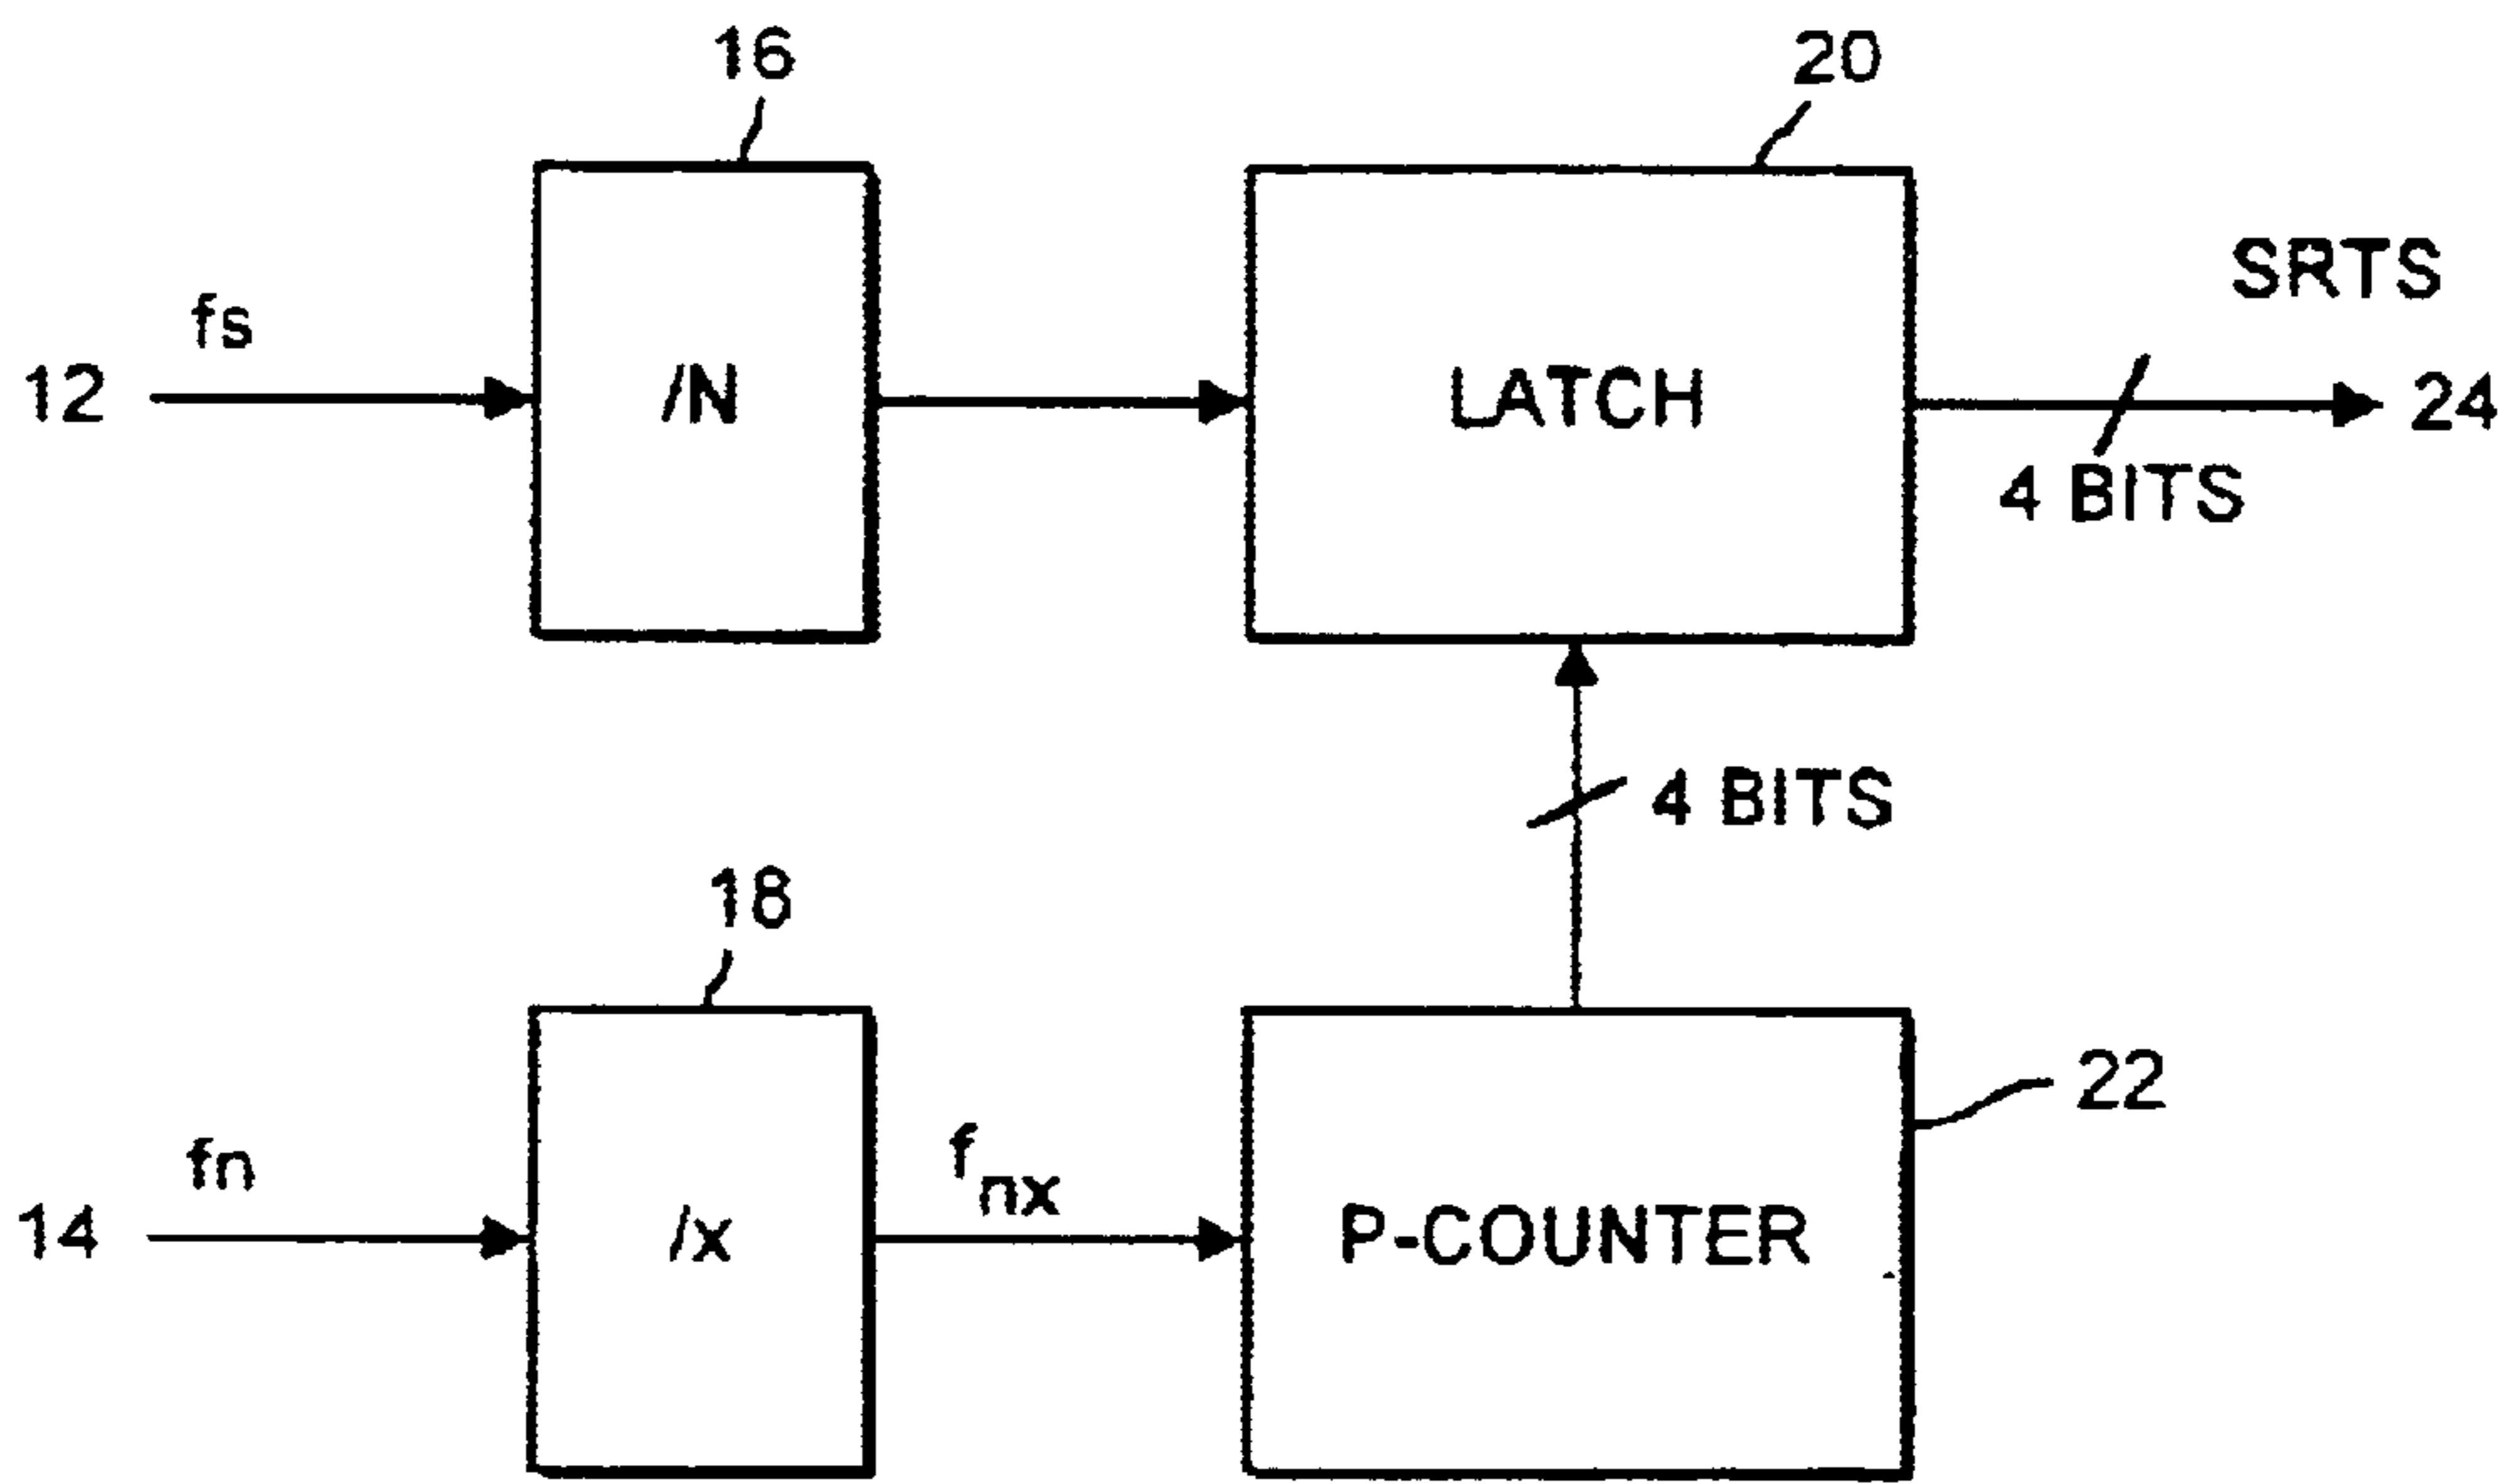 16
20
fs
SRTS
12
/N
LATCH
24
4 BITS
4 BITS
18
22
fn
fnx
14
/x
P-COUNTER